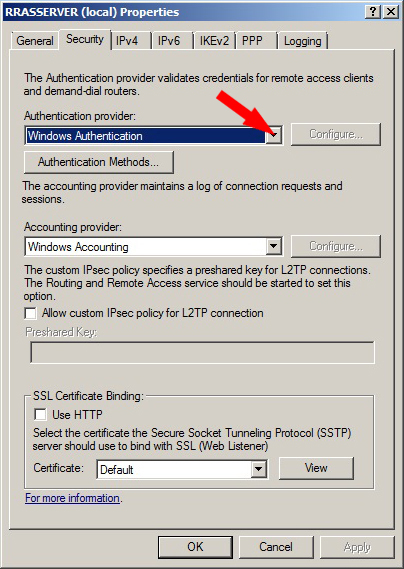 RRASSERVER (local) Properties
General Security IPv4 IPv6 IKEv2 PPP Logging
The Authentication provider validates credentials for remote access clients
and demand-dial routers.
Authentication provider:
Windows Authentication Configure...
Authentication Methods...
The accounting provider maintains a log of connection requests and
sessions.
Accounting provider:
Windows Accounting Configure...
The custom IPsec policy specifies a preshared key for L2TP connections.
The Routing and Remote Access service should be started to set this
option.
Allow custom IPsec policy for L2TP connection
Preshared Key:
SSL Certificate Binding:
Use HTTP
Select the certificate the Secure Socket Tunneling Protocol (SSTP)
server should use to bind with SSL (Web Listener)
Certificate: Default View
For more information.
OK Cancel Apply